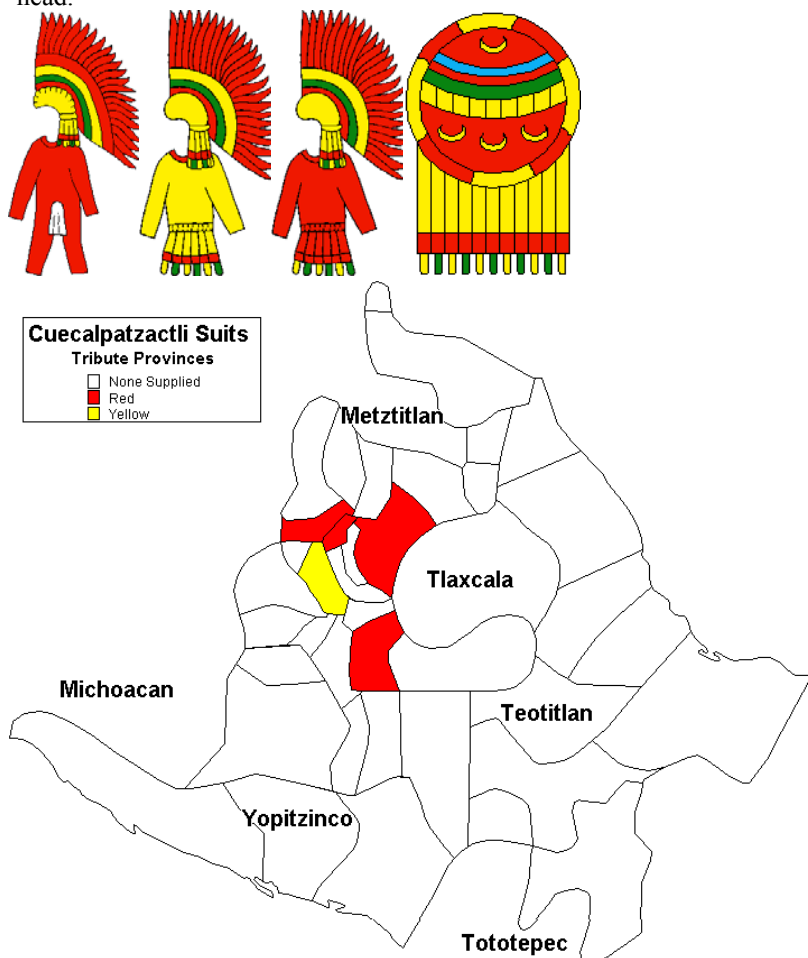 head.
Cuecalpatzactli Suits
Tribute Provinces
None Supplied
Red
Yellow
Metztitlan
Tlaxcala
Michoacan
Teotitlan
Yopitzinco
Tototepec